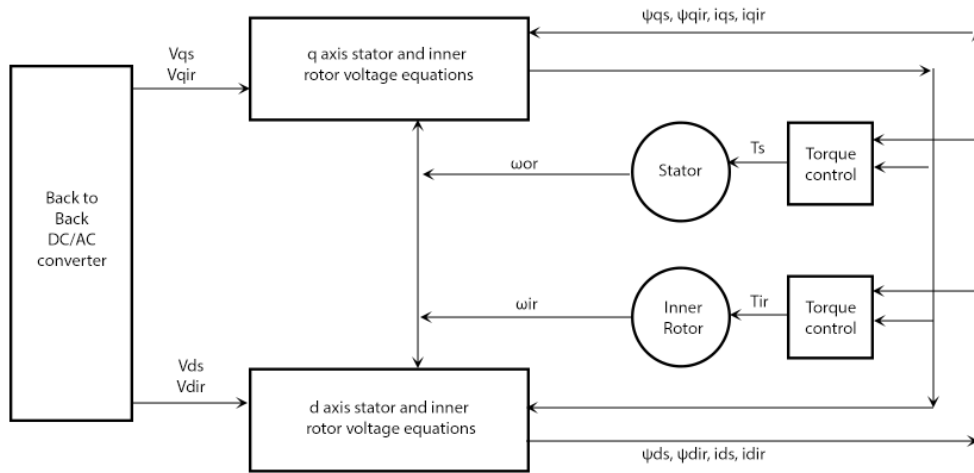 ψqs, ψqir, iqs, iqir
Vqs
Vqir
q axis stator and inner
rotor voltage equations
Back to
Back
DC/AC
converter
ωor
Stator
Ts
Torque
control
ωir
Inner
Rotor
Tir
Torque
control
Vds
Vdir
d axis stator and inner
rotor voltage equations
ψds, ψdir, ids, idir